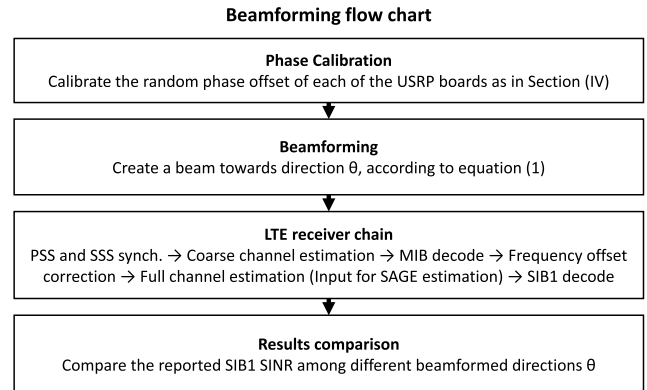 Beamforming flow chart
Phase Calibration
Calibrate the random phase offset of each of the USRP boards as in Section (IV)
Beamforming
Create a beam towards direction θ, according to equation (1)
LTE receiver chain
PSS and SSS synch. → Coarse channel estimation → MIB decode → Frequency offset
correction → Full channel estimation (Input for SAGE estimation) → SIB1 decode
Results comparison
Compare the reported SIB1 SINR among different beamformed directions θ